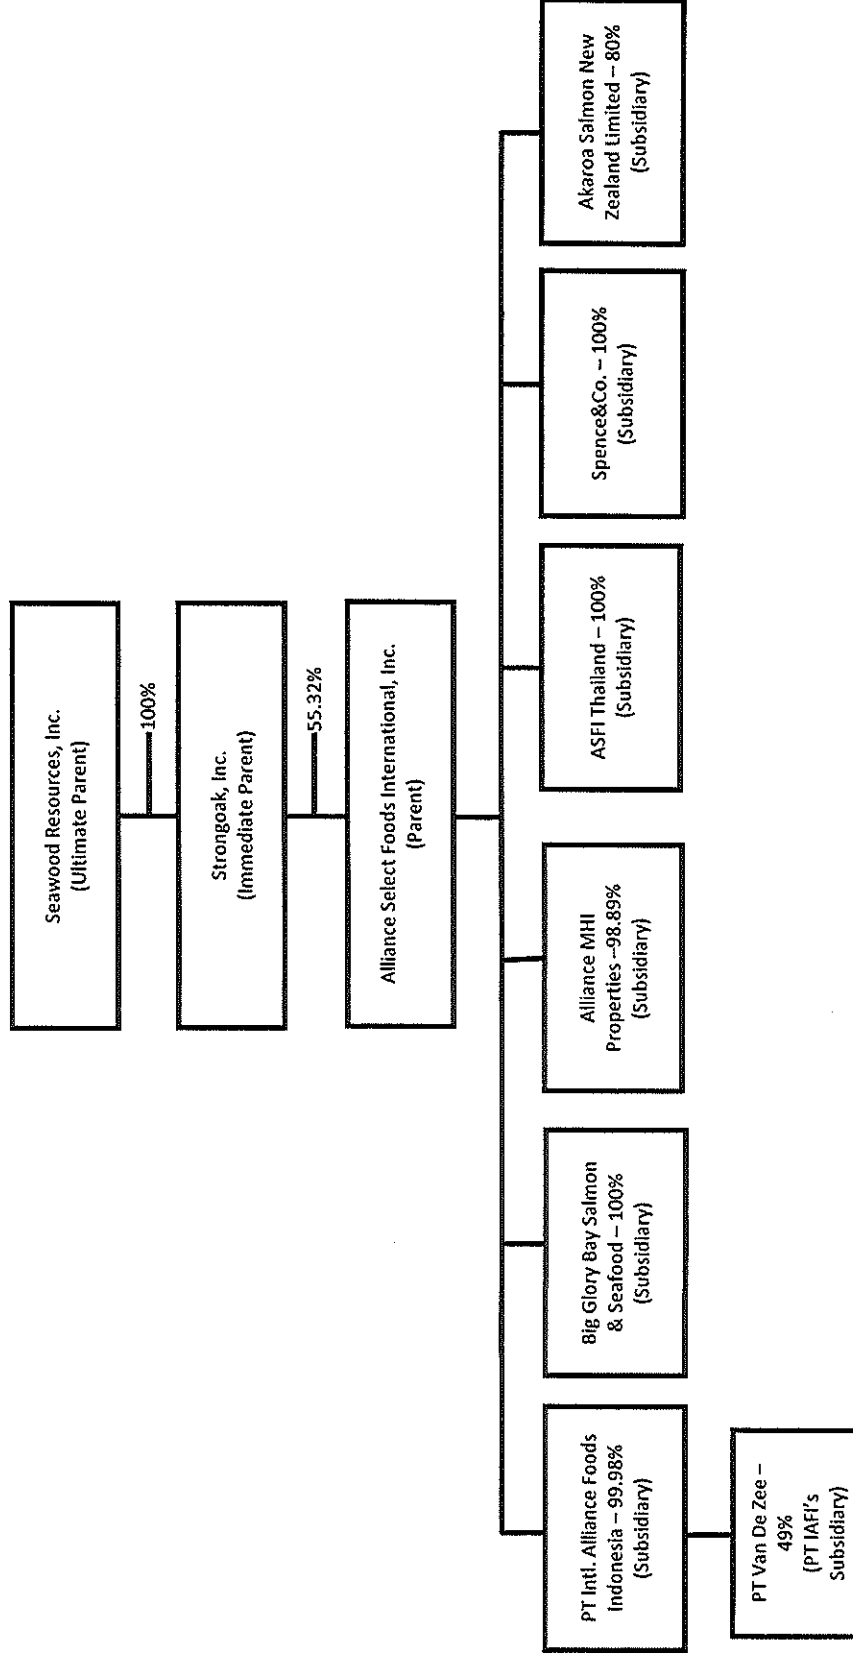 Seawood Resources, Inc.
(Ultimate Parent)
100%
Strongoak, Inc.
(Immediate Parent)
55.32%
Alliance Select Foods International, Inc.
(Parent)
PT Intl. Alliance Foods
Indonesia – 99.98%
(Subsidiary)
Big Glory Bay Salmon
& Seafood – 100%
(Subsidiary)
Alliance MHI
Properties –98.89%
(Subsidiary)
ASFI Thailand – 100%
(Subsidiary)
Spence&Co. – 100%
(Subsidiary)
Akaroa Salmon New
Zealand Limited – 80%
(Subsidiary)
PT Van De Zee –
49%
(PT IAFI's
Subsidiary)